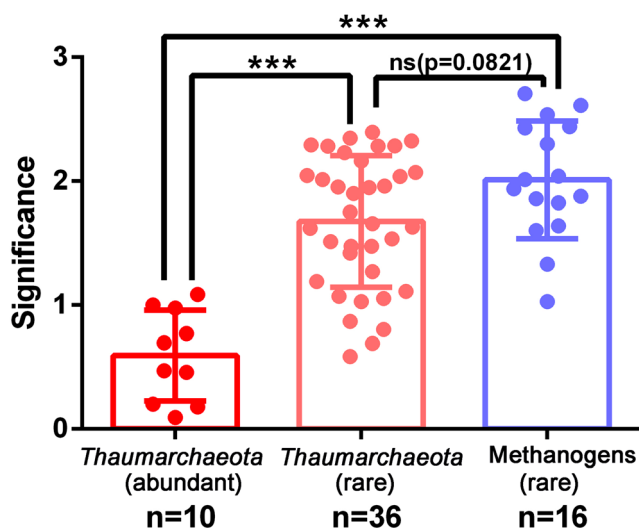 ***
***
ns(p=0.0821)
3
2
1
0
Significance
Thaumarchaeota
(abundant)
n=10
Thaumarchaeota
(rare)
n=36
Methanogens
(rare)
n=16